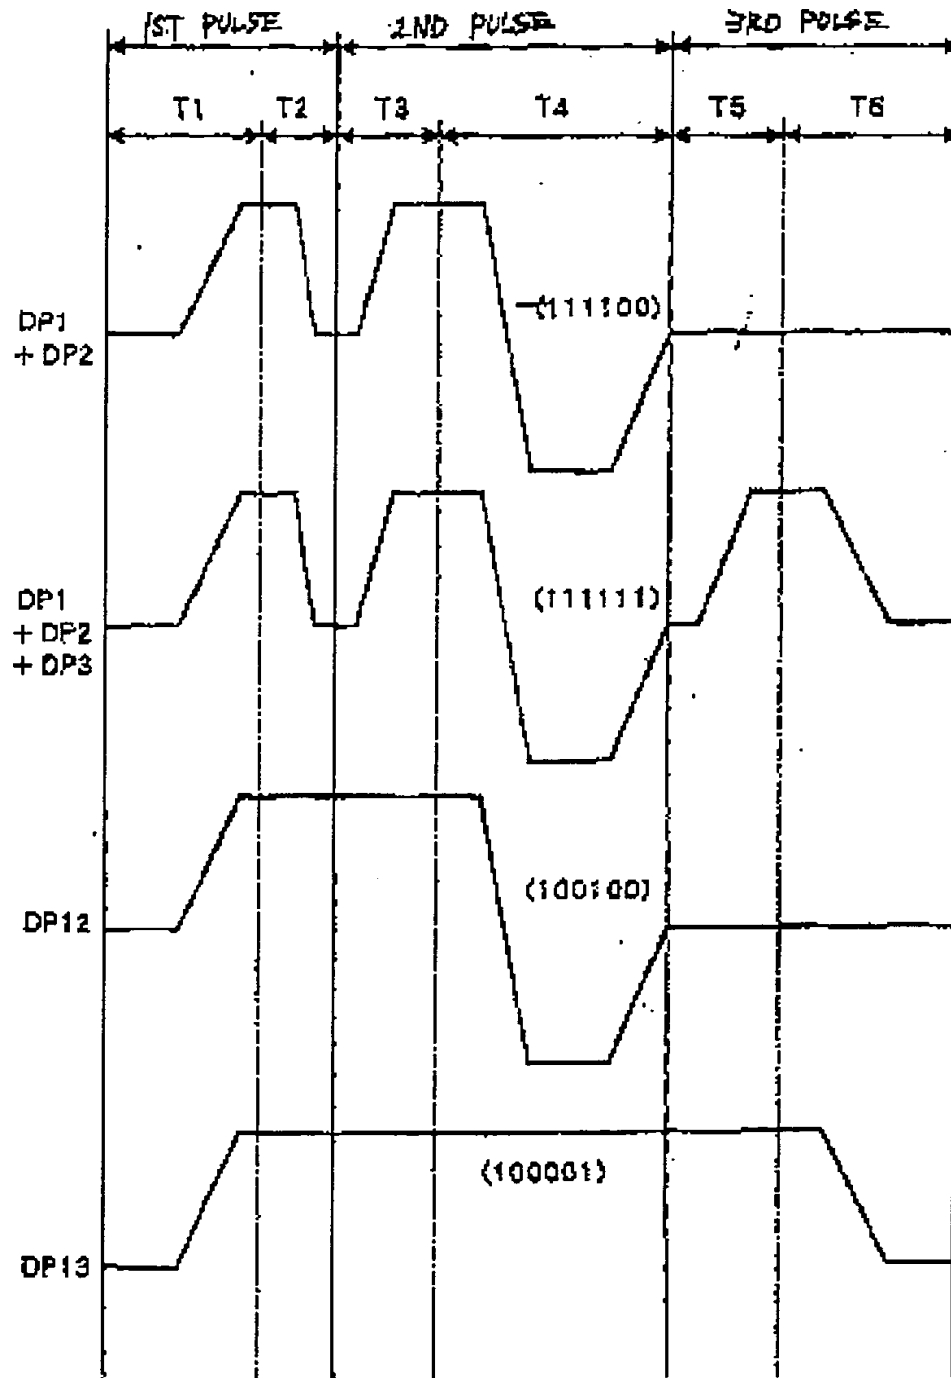 1ST PULSE 2ND PULSE 3RD PULSE
T1 T2 T3 T4 T5 T6
DP1
+ DP2
(111100)
DP1
+ DP2
+ DP3
(111111)
DP12
(100100)
DP13
(100001)